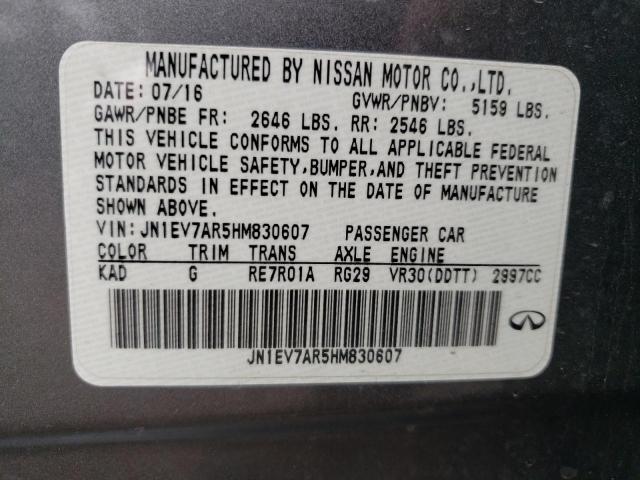 MANUFACTURED BY NISSAN MOTOR CO.,LTD.
DATE: 07/16 GVWR/PNBV: 5159 LBS.
GAWR/PNBE FR: 2646 LBS. RR: 2546 LBS.
THIS VEHICLE CONFORMS TO ALL APPLICABLE FEDERAL
MOTOR VEHICLE SAFETY,BUMPER,AND THEFT PREVENTION
STANDARDS IN EFFECT ON THE DATE OF MANUFACTURE
SHOWN ABOVE.
VIN:JN1EV7AR5HM830607 PASSENGER CAR
COLOR TRIM TRANS AXLE ENGINE
KAD G RE7R01A RG29 VR30(DDTT) 2997CC
JN1EV7AR5HM830607